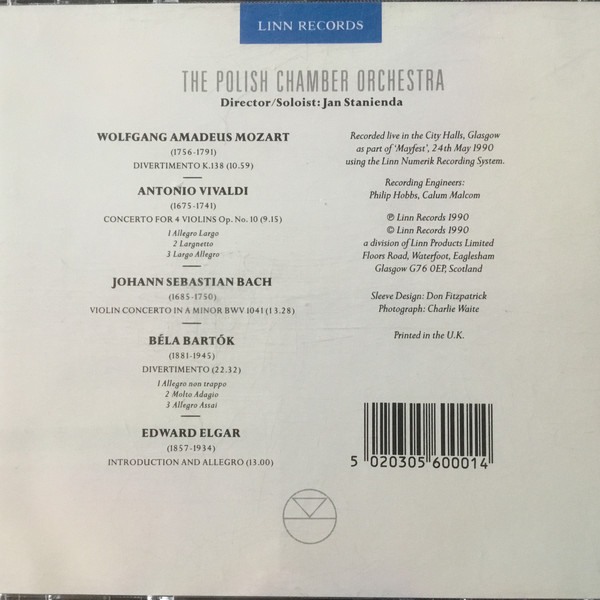 LINN RECORDS
THE POLISH CHAMBER ORCHESTRA
Director/Soloist: Jan Stanienda
WOLFGANG AMADEUS MOZART
(1756-1791)
DIVERTIMENTO K.138 (10.59)
ANTONIO VIVALDI
(1675-1741)
CONCERTO FOR 4 VIOLINS Op. No. 10 (9.15)
1 Allegro Largo
2 Largnetto
3 Largo Allegro
JOHANN SEBASTIAN BACH
(1685-1750)
VIOLIN CONCERTO IN A MINOR BWV 1041 (13.28)
BÉLA BARTÓK
(1881-1945)
DIVERTIMENTO (22.32)
1 Allegro non trappo
2 Molto Adagio
3 Allegro Assai
EDWARD ELGAR
(1857-1934)
INTRODUCTION AND ALLEGRO (13.00)
Recorded live in the City Halls, Glasgow
as part of 'Mayfest', 24th May 1990
using the Linn Numerik Recording System.
Recording Engineers:
Philip Hobbs, Calum Malcom
℗ Linn Records 1990
© Linn Records 1990
a division of Linn Products Limited
Floors Road, Waterfoot, Eaglesham
Glasgow G76 0EP, Scotland
Sleeve Design: Don Fitzpatrick
Photograph: Charlie Waite
Printed in the U.K.
5 020305 600014